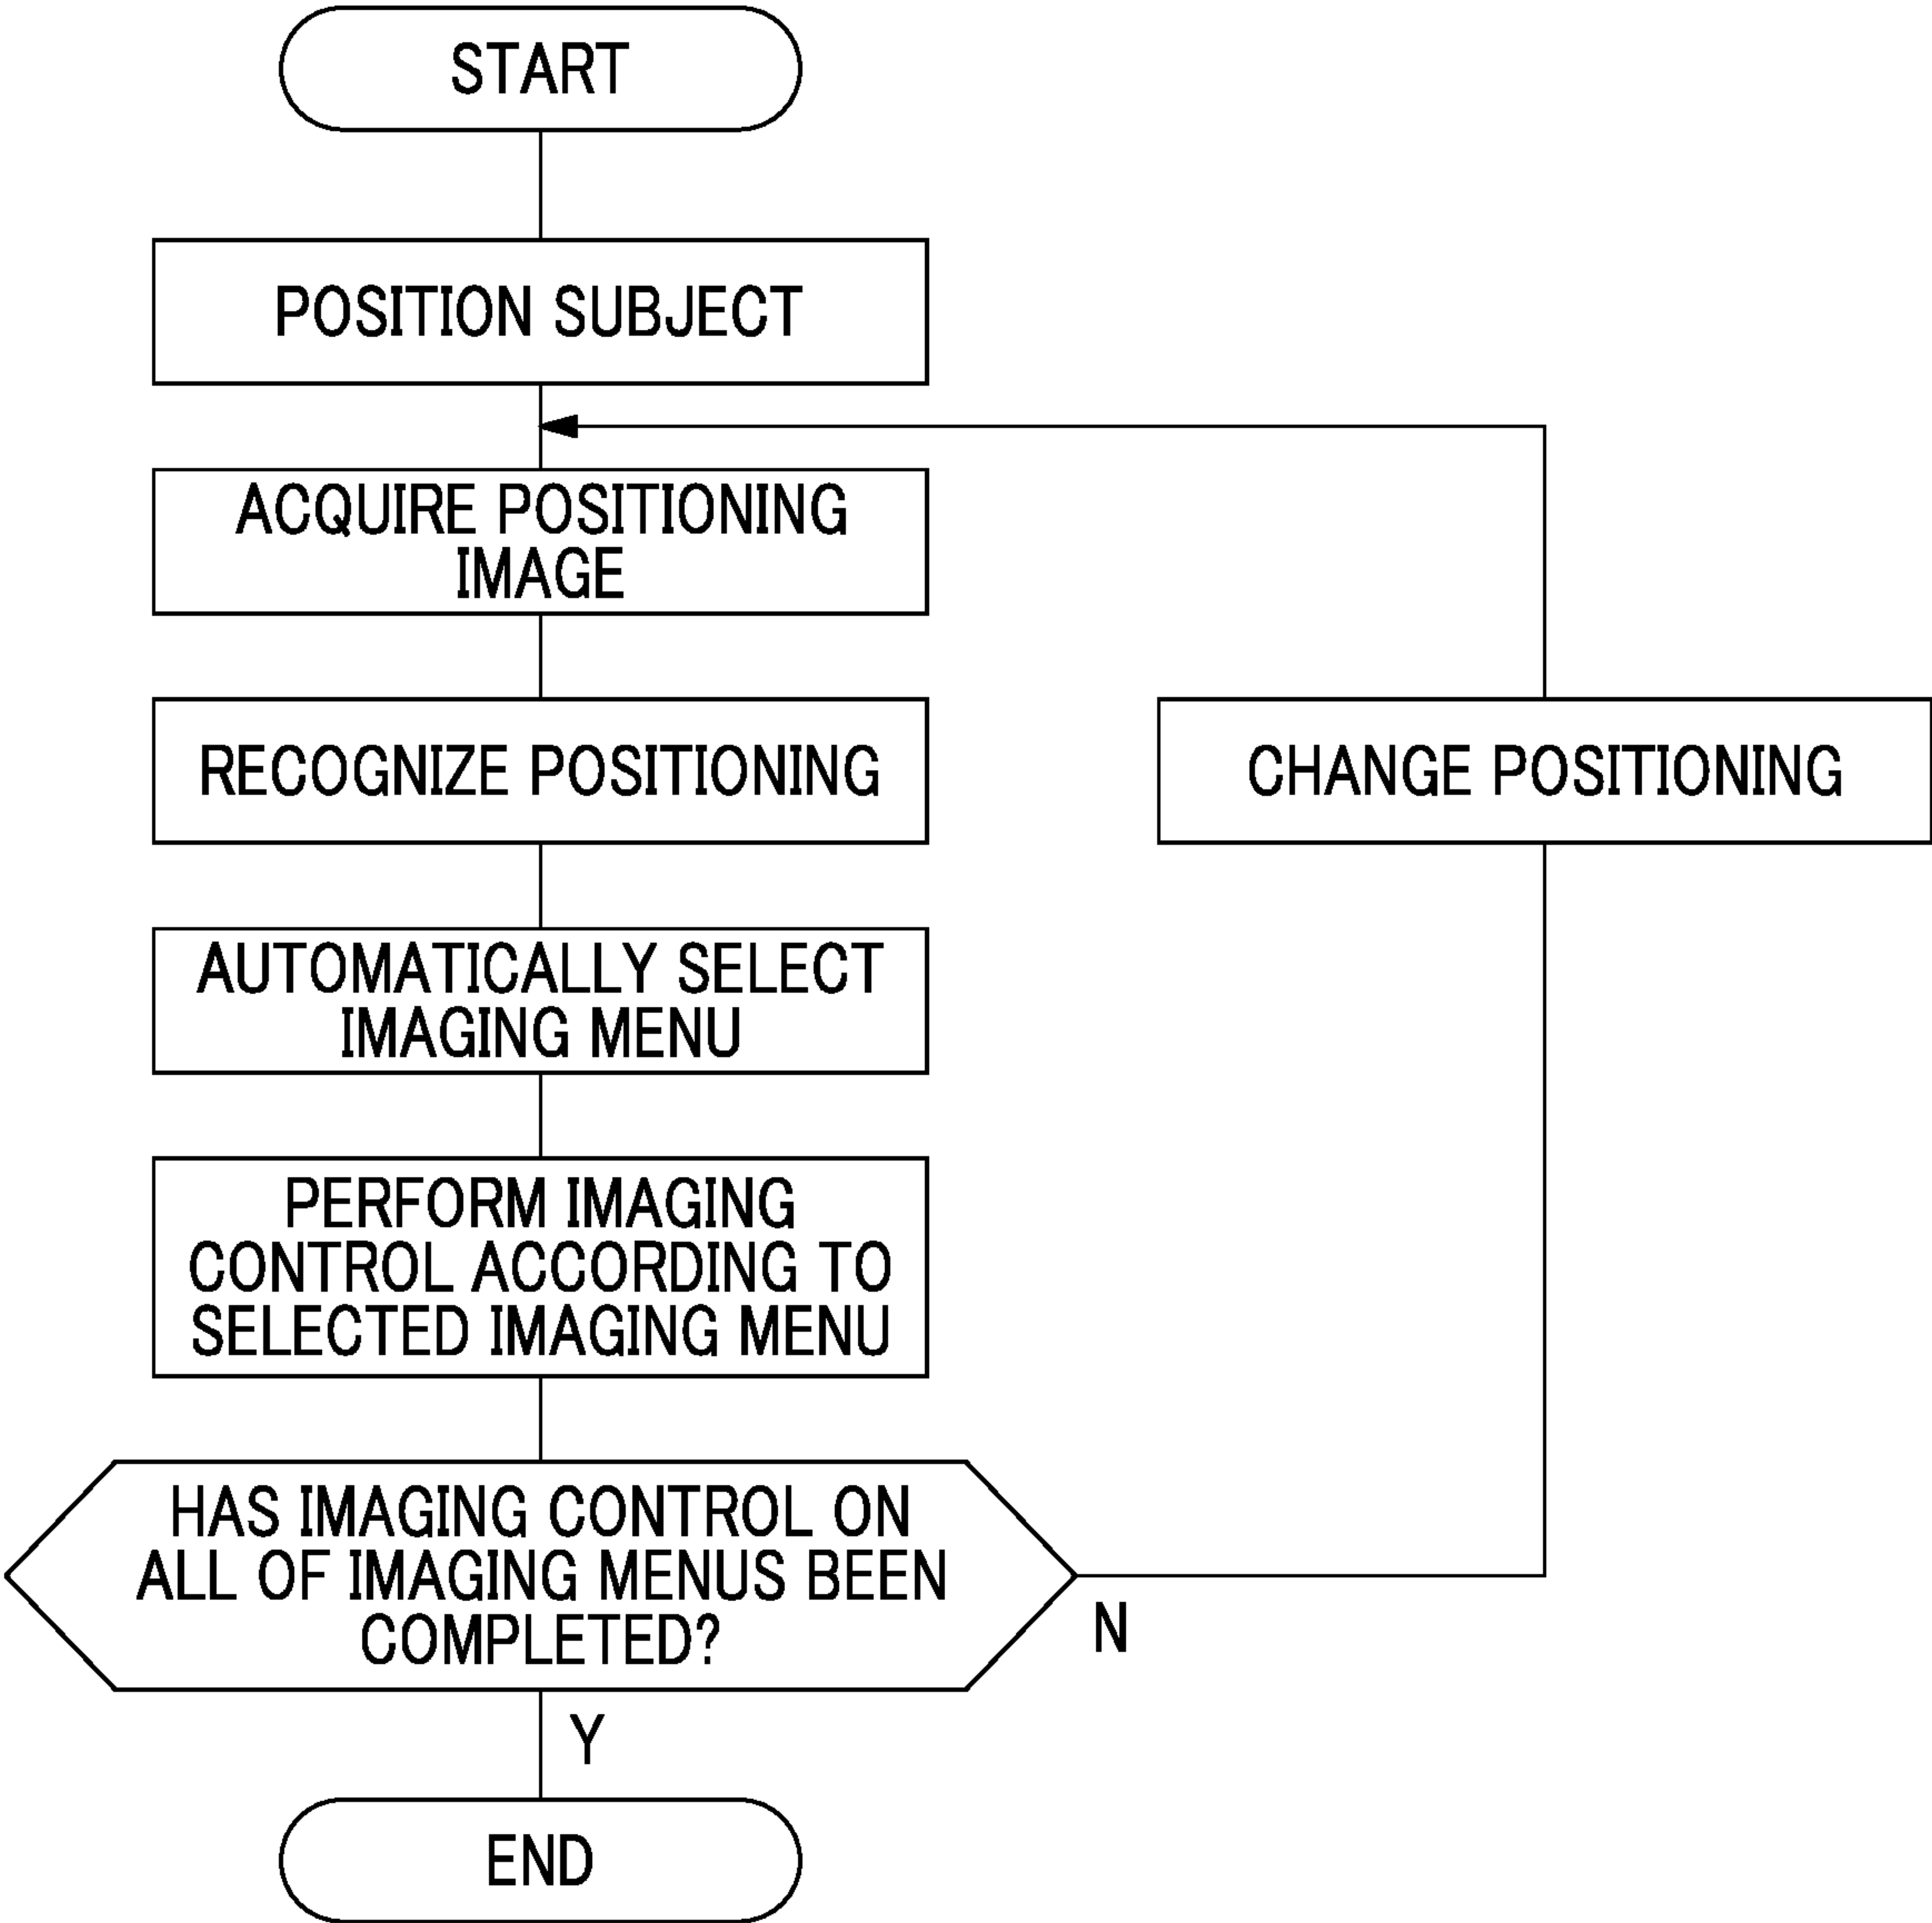 START
POSITION SUBJECT
ACQUIRE POSITIONING
IMAGE
RECOGNIZE POSITIONING
CHANGE POSITIONING
AUTOMATICALLY SELECT
IMAGING MENU
PERFORM IMAGING
CONTROL ACCORDING TO
SELECTED IMAGING MENU
HAS IMAGING CONTROL ON
ALL OF IMAGING MENUS BEEN
COMPLETED?
N
Y
END